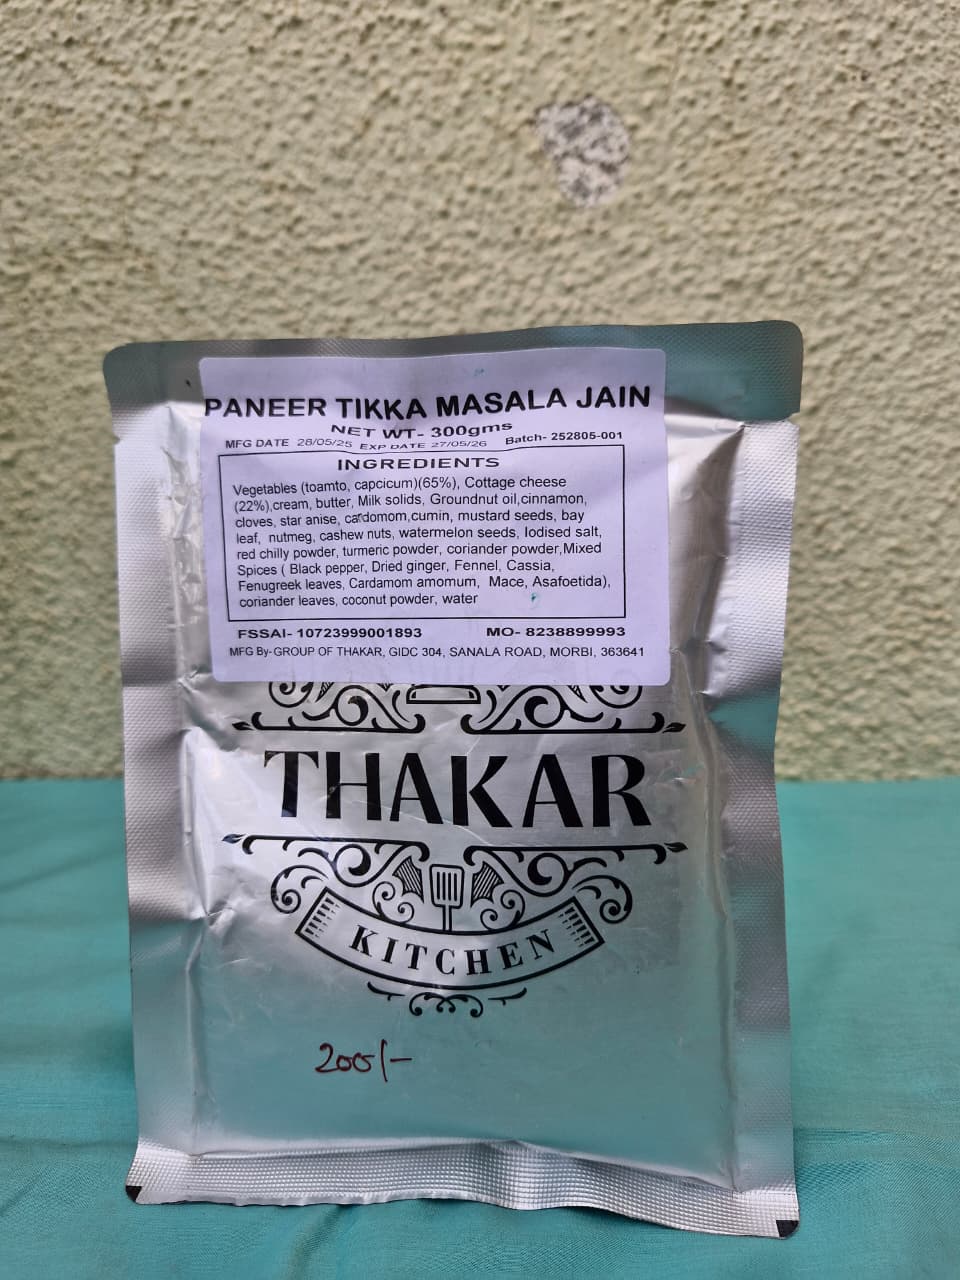 PANEER TIKKA MASALA JAIN
NET WT- 300gms
MFG DATE 28/05/25 EXP DATE 27/05/26 Batch- 252805-001
INGREDIENTS
Vegetables (toamto, capcicum)(65%), Cottage cheese
(22%),cream, butter, Milk solids, Groundnut oil,cinnamon,
cloves, star anise, cardomom,cumin, mustard seeds, bay
leaf, nutmeg, cashew nuts, watermelon seeds, Iodised salt,
red chilly powder, turmeric powder, coriander powder,Mixed
Spices ( Black pepper, Dried ginger, Fennel, Cassia,
Fenugreek leaves, Cardamom amomum, Mace, Asafoetida),
coriander leaves, coconut powder, water
FSSAI- 10723999001893 MO- 8238899993
MFG By- GROUP OF THAKAR, GIDC 304, SANALA ROAD, MORBI, 363641
THAKAR
KITCHEN
200/-